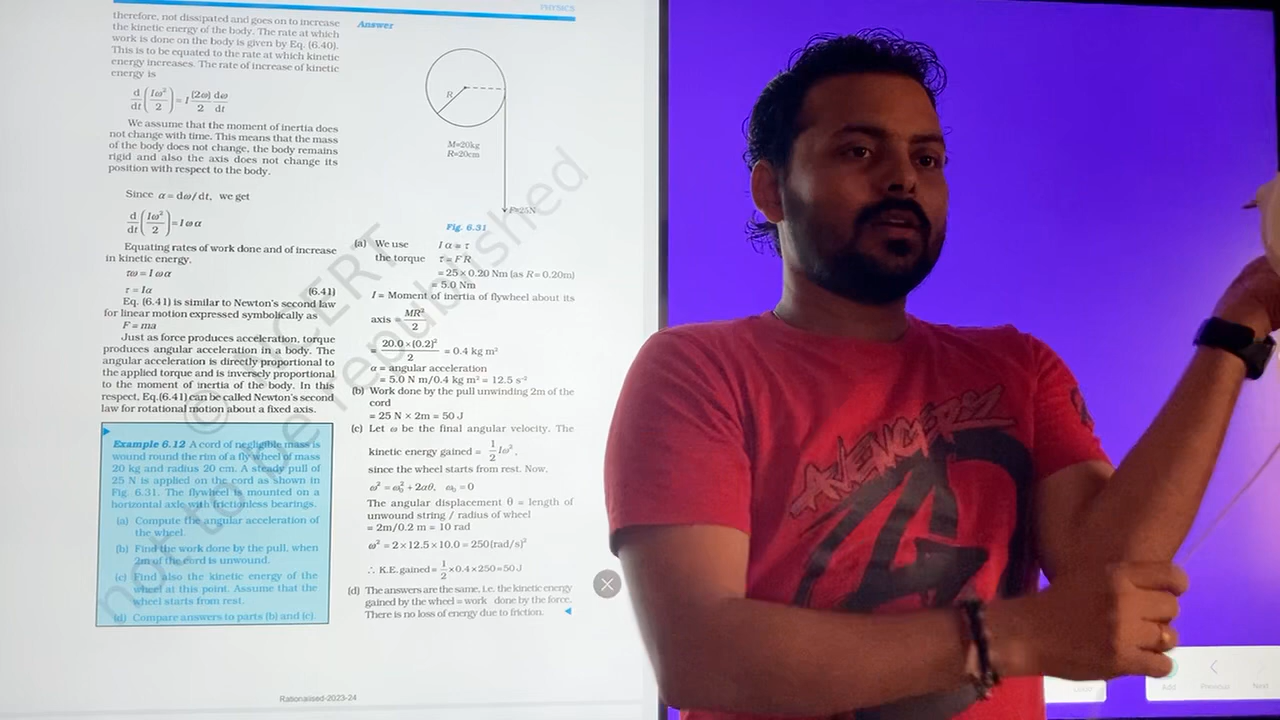 PHYSICS
therefore, not dissipated and goes on to increase
the kinetic energy of the body. The rate at which
work is done on the body is given by Eq. (6.40).
This is to be equated to the rate at which kinetic
energy increases. The rate of increase of kinetic
energy is
d/dt (Iω²/2) = I (2ω)/2 dω/dt
We assume that the moment of inertia does
not change with time. This means that the mass
of the body does not change, the body remains
rigid and also the axis does not change its
position with respect to the body.
Since α = dω/dt, we get
d/dt (Iω²/2) = I ω α
Equating rates of work done and of increase
in kinetic energy,
τω = I ω α
τ = Iα (6.41)
Eq. (6.41) is similar to Newton's second law
for linear motion expressed symbolically as
F = ma
Just as force produces acceleration, torque
produces angular acceleration in a body. The
angular acceleration is directly proportional to
the applied torque and is inversely proportional
to the moment of inertia of the body. In this
respect, Eq.(6.41) can be called Newton's second
law for rotational motion about a fixed axis.
Example 6.12 A cord of negligible mass is
wound round the rim of a fly wheel of mass
20 kg and radius 20 cm. A steady pull of
25 N is applied on the cord as shown in
Fig. 6.31. The flywheel is mounted on a
horizontal axle with frictionless bearings.
(a) Compute the angular acceleration of
the wheel.
(b) Find the work done by the pull, when
2m of the cord is unwound.
(c) Find also the kinetic energy of the
wheel at this point. Assume that the
wheel starts from rest.
(d) Compare answers to parts (b) and (c).
Answer
R
M=20kg
R=20cm
F=25N
Fig. 6.31
(a) We use I α = τ
the torque τ = F R
= 25×0.20 Nm (as R= 0.20m)
= 5.0 Nm
I = Moment of inertia of flywheel about its
axis = MR²/2
= 20.0×(0.2)²/2 = 0.4 kg m²
α = angular acceleration
= 5.0 N m/0.4 kg m² = 12.5 s⁻²
(b) Work done by the pull unwinding 2m of the
cord
= 25 N × 2m = 50 J
(c) Let ω be the final angular velocity. The
kinetic energy gained = 1/2 Iω²,
since the wheel starts from rest. Now,
ω² = ω₀² + 2αθ, ω₀ = 0
The angular displacement θ = length of
unwound string / radius of wheel
= 2m/0.2 m = 10 rad
ω² = 2×12.5×10.0 = 250(rad/s)²
∴ K.E. gained = 1/2 ×0.4×250=50 J
(d) The answers are the same, i.e. the kinetic energy
gained by the wheel = work done by the force.
There is no loss of energy due to friction.
© NCERT
not to be republished
Rationalised-2023-24
AVENGERS
Add
Previous
Next